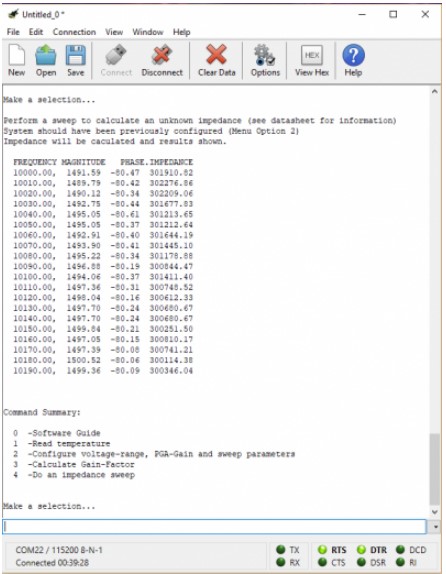 Untitled_0 *
File Edit Connection View Window Help
New Open Save Connect Disconnect Clear Data Options View Hex Help
HEX
Make a selection...
Perform a sweep to calculate an unknown impedance (see datasheet for information)
System should have been previously configured (Menu Option 2)
Impedance will be caculated and results shown.
FREQUENCY MAGNITUDE PHASE.IMPEDANCE
10000.00, 1491.59 -80.47 301910.82
10010.00, 1489.79 -80.42 302276.86
10020.00, 1490.12 -80.34 302209.06
10030.00, 1492.75 -80.44 301677.83
10040.00, 1495.05 -80.61 301213.65
10050.00, 1495.05 -80.37 301212.64
10060.00, 1492.91 -80.40 301644.19
10070.00, 1493.90 -80.41 301445.10
10080.00, 1495.22 -80.34 301178.88
10090.00, 1496.88 -80.19 300844.47
10100.00, 1494.06 -80.37 301411.40
10110.00, 1497.36 -80.31 300748.52
10120.00, 1498.04 -80.16 300612.33
10130.00, 1497.70 -80.24 300680.67
10140.00, 1497.70 -80.24 300680.67
10150.00, 1499.84 -80.21 300251.50
10160.00, 1497.05 -80.15 300810.17
10170.00, 1497.39 -80.08 300741.21
10180.00, 1500.52 -80.06 300114.38
10190.00, 1499.36 -80.09 300346.04
Command Summary:
0 -Software Guide
1 -Read temperature
2 -Configure voltage-range, PGA-Gain and sweep parameters
3 -Calculate Gain-Factor
4 -Do an impedance sweep
Make a selection...
COM22 / 115200 8-N-1
Connected 00:39:28
TX RTS DTR DCD
RX CTS DSR RI